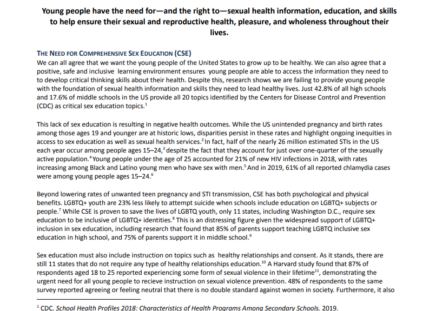 Young people have the need for—and the right to—sexual health information, education, and skills
to help ensure their sexual and reproductive health, pleasure, and wholeness throughout their
lives.
THE NEED FOR COMPREHENSIVE SEX EDUCATION (CSE)
We can all agree that we want the young people of the United States to grow up to be healthy. We can also agree that a
positive, safe and inclusive learning environment ensures young people are able to access the information they need to
to develop critical thinking skills about their health. Despite this, research shows we are failing to provide young people
with the foundation of sexual health information and skills they need to lead healthy lives. Just 42.8% of all high schools
and 17.6% of middle schools in the US provide all 20 topics identified by the Centers for Disease Control and Prevention
(CDC) as critical sex education topics.¹
This lack of sex education is resulting in negative health outcomes. While the US unintended pregnancy and birth rates
among those ages 19 and younger are at historic lows, disparities persist in these rates and highlight ongoing inequities in
access to sex education as well as sexual health services.² In fact, half of the nearly 26 million estimated STIs in the US
each year occur among people ages 15–24,³ despite the fact that they account for just over one-quarter of the sexually
active population.⁴ Young people under the age of 25 accounted for 21% of new HIV infections in 2018, with rates
increasing among Black and Latino young men who have sex with men.⁵ And in 2019, 61% of all reported chlamydia cases
were among young people ages 15–24.⁶
Beyond lowering rates of unwanted teen pregnancy and STI transmission, CSE has both psychological and physical
benefits. LGBTQ+ youth are 23% less likely to attempt suicide when schools include education on LGBTQ+ subjects or
people.⁷ While CSE is proven to save the lives of LGBTQ youth, only 11 states, including Washington D.C., require sex
education to be inclusive of LGBTQ+ identities.⁸ This is an distressing figure given the widespread support of LGBTQ+
inclusion in sex education, including research that found that 85% of parents support teaching LGBTQ inclusive sex
education in high school, and 75% of parents support it in middle school.⁹
Sex education must also include instruction on topics such as healthy relationships and consent. As it stands, there are
still 11 states that do not require any type of healthy relationships education.¹⁰ A Harvard study found that 87% of
respondents aged 18 to 25 reported experiencing some form of sexual violence in their lifetime¹¹, demonstrating the
urgent need for all young people to recieve instruction on sexual violence prevention. 48% of respondents to the same
survey reported agreeing or feeling neutral that there is no double standard against women in society. Furthermore, it also
¹ CDC. School Health Profiles 2018: Characteristics of Health Programs Among Secondary Schools. 2019.